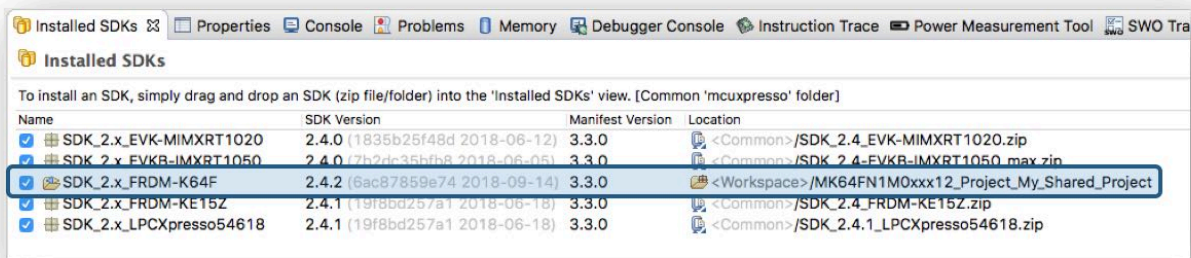 Installed SDKs Properties Console Problems Memory Debugger Console Instruction Trace Power Measurement Tool SWO Tra
Installed SDKs
To install an SDK, simply drag and drop an SDK (zip file/folder) into the 'Installed SDKs' view. [Common 'mcuxpresso' folder]
Name SDK Version Manifest Version Location
SDK_2.x_EVK-MIMXRT1020 2.4.0 (1835b25f48d 2018-06-12) 3.3.0 <Common>/SDK_2.4_EVK-MIMXRT1020.zip
SDK_2.x_EVKB-IMXRT1050 2.4.0 (7b2dc35bfb8 2018-06-05) 3.3.0 <Common>/SDK_2.4-EVKB-IMXRT1050_max.zip
SDK_2.x_FRDM-K64F 2.4.2 (6ac87859e74 2018-09-14) 3.3.0 <Workspace>/MK64FN1M0xxx12_Project_My_Shared_Project
SDK_2.x_FRDM-KE15Z 2.4.1 (19f8bd257a1 2018-06-18) 3.3.0 <Common>/SDK_2.4_FRDM-KE15Z.zip
SDK_2.x_LPCXpresso54618 2.4.1 (19f8bd257a1 2018-06-18) 3.3.0 <Common>/SDK_2.4.1_LPCXpresso54618.zip